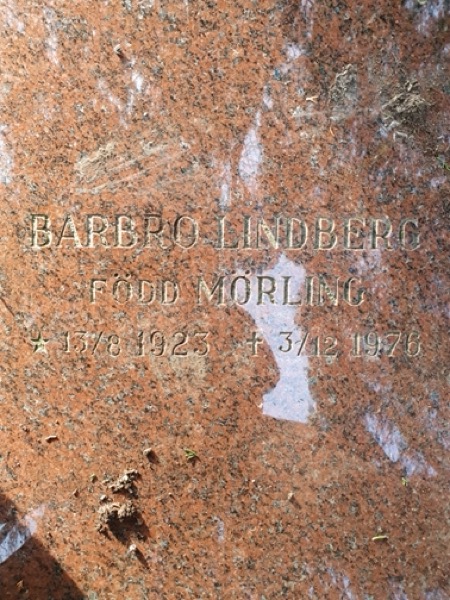 BARBRO LINDBERG
FÖDD MÖRLING
* 13/8 1923 † 3/12 1976